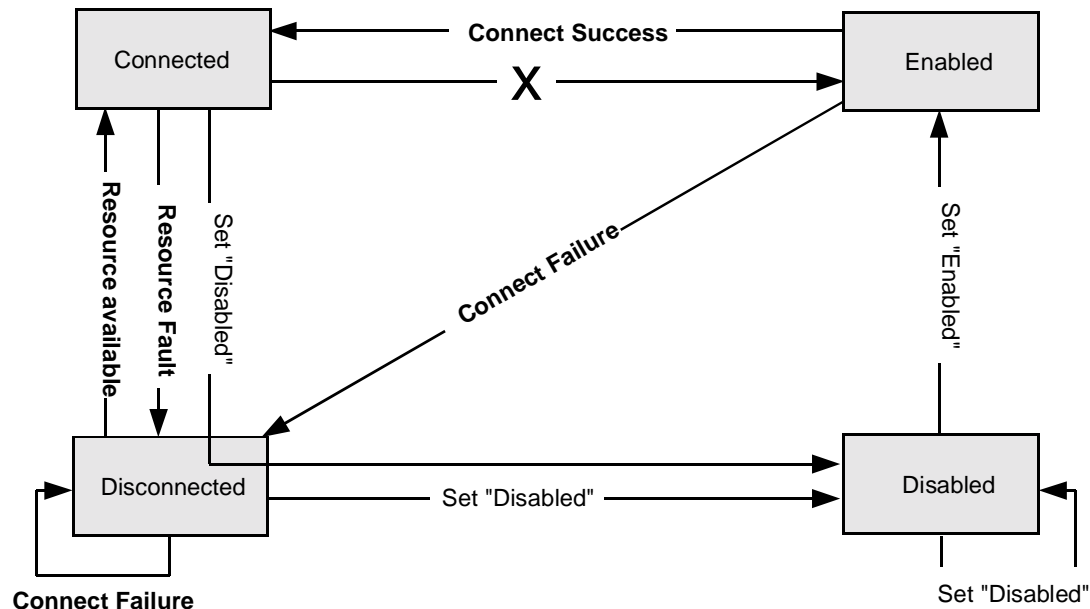 Connect Success
Connected
Enabled
X
Resource available
Resource Fault
Set "Disabled"
Connect Failure
Set "Enabled"
Disconnected
Disabled
Set "Disabled"
Connect Failure
Set "Disabled"